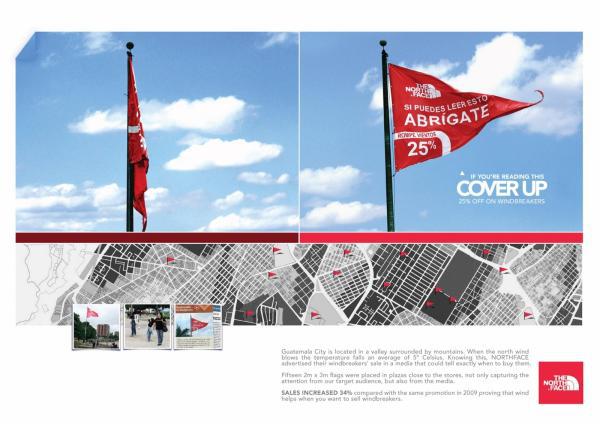 THE
NORTH
FACE
SI PUEDES LEER ESTO
ABRÍGATE
ROMPE VIENTOS
25%
IF YOU'RE READING THIS
COVER UP
25% OFF ON WINDBREAKERS
Guatamala City is located in a valley surrounded by mountains. When the north wind
blows the temperature falls an average of 5° Celsius. Knowing this, NORTHFACE
advertised their windbreakers' sale in a media that could tell exactly when to buy them.
Fifteen 2m x 3m flags were placed in plazas close to the stores, not only capturing the
attention from our target audience, but also from the media.
SALES INCREASED 34% compared with the same promotion in 2009 proving that wind
helps when you want to sell windbreakers.
THE
NORTH
FACE